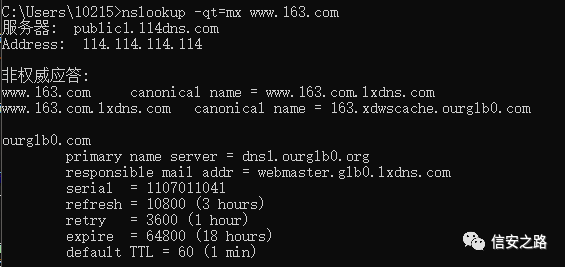 C:\Users\10215>nslookup -qt=mx www.163.com
服务器:  public1.114dns.com
Address:  114.114.114.114

非权威应答:
www.163.com     canonical name = www.163.com.lxdns.com
www.163.com.lxdns.com   canonical name = 163.xdwscache.ourglb0.com

ourglb0.com
        primary name server = dns1.ourglb0.org
        responsible mail addr = webmaster.glb0.lxdns.com
        serial  = 1107011041
        refresh = 10800 (3 hours)
        retry   = 3600 (1 hour)
        expire  = 64800 (18 hours)
        default TTL = 60 (1 min)
信安之路